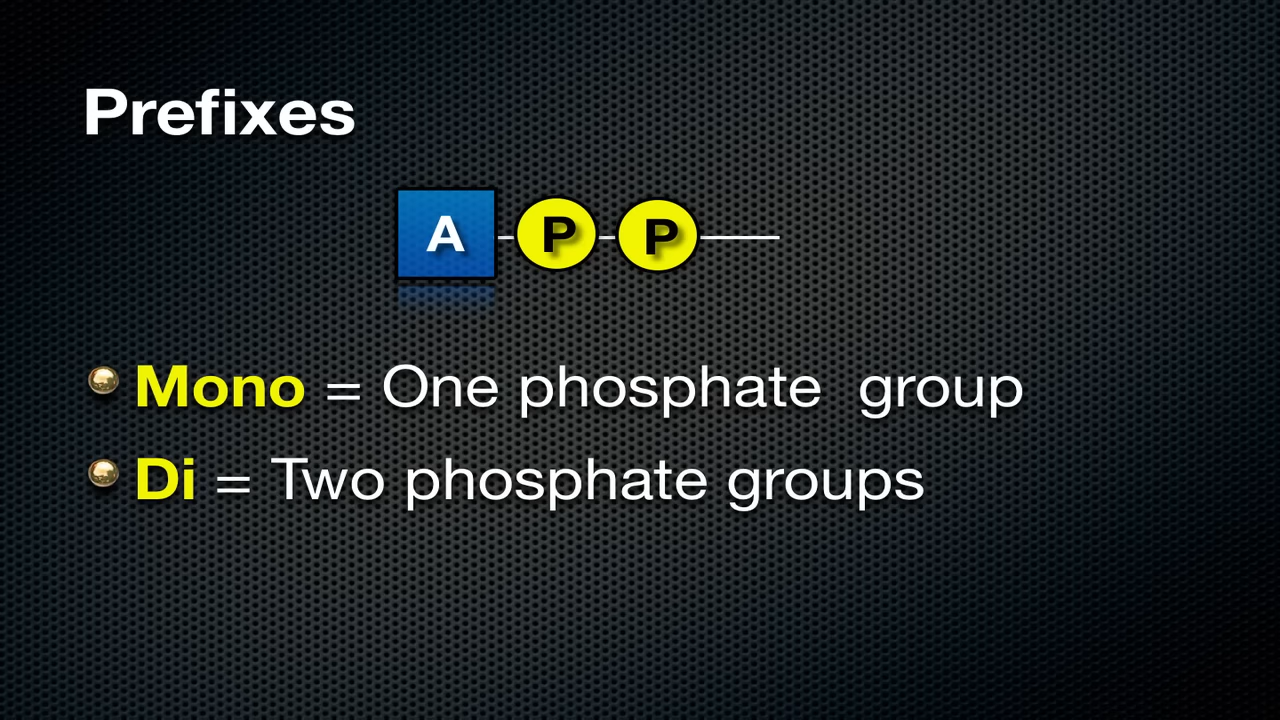 Prefixes
A P P
Mono = One phosphate group
Di = Two phosphate groups